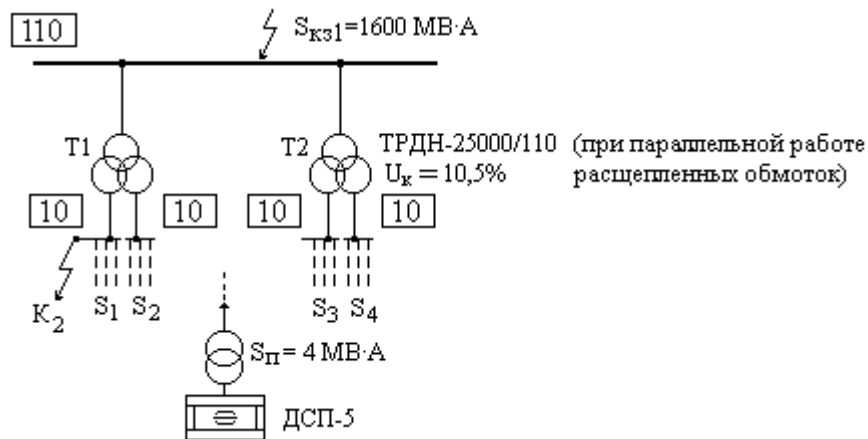 110
Sкз1=1600 МВ·А
T1
T2
ТРДН-25000/110 (при параллельной работе
Uк = 10,5% расщепленных обмоток)
10
10
10
10
К2
S1
S2
S3
S4
SП= 4 МВ·А
ДСП-5